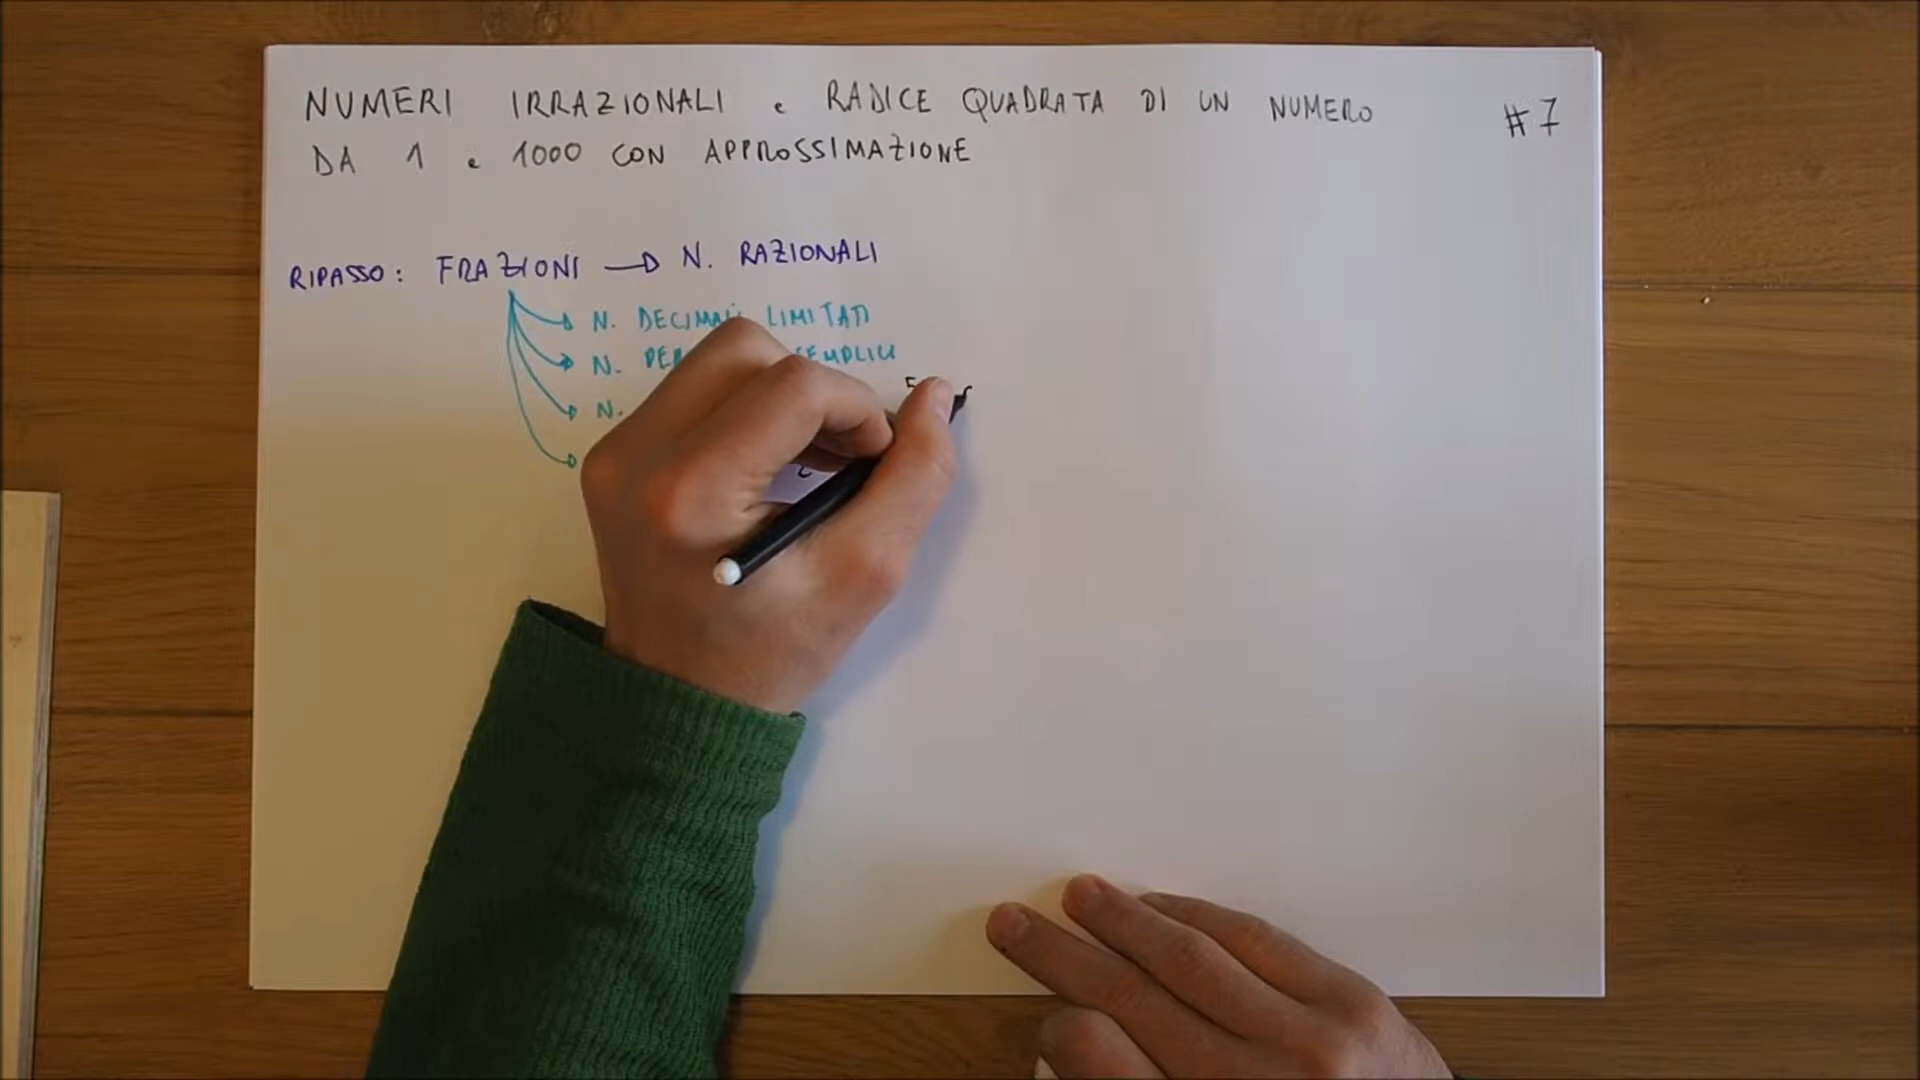 NUMERI IRRAZIONALI e RADICE QUADRATA DI UN NUMERO #7
DA 1 e 1000 CON APPROSSIMAZIONE
RIPASSO: FRAZIONI → N. RAZIONALI
N. DECIMALI LIMITATI
N.
N.